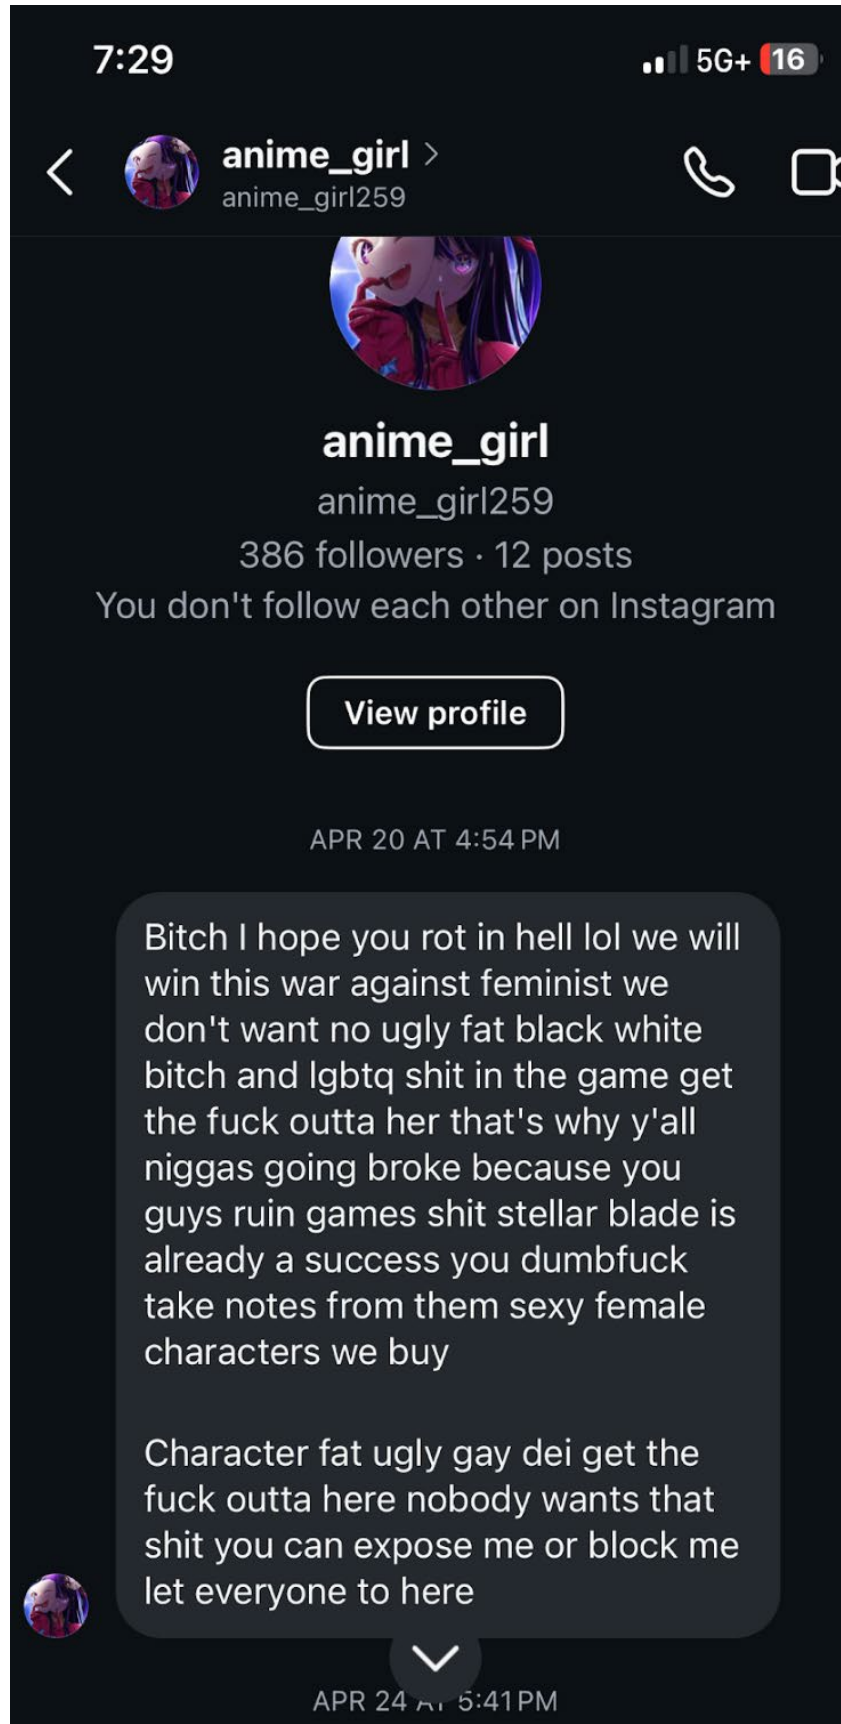 7:29
5G+ 16
anime_girl >
anime_girl259
anime_girl
anime_girl259
386 followers · 12 posts
You don't follow each other on Instagram
View profile
APR 20 AT 4:54 PM
Bitch I hope you rot in hell lol we will
win this war against feminist we
don't want no ugly fat black white
bitch and lgbtq shit in the game get
the fuck outta her that's why y'all
niggas going broke because you
guys ruin games shit stellar blade is
already a success you dumbfuck
take notes from them sexy female
characters we buy
Character fat ugly gay dei get the
fuck outta here nobody wants that
shit you can expose me or block me
let everyone to here
APR 24 AT 5:41 PM